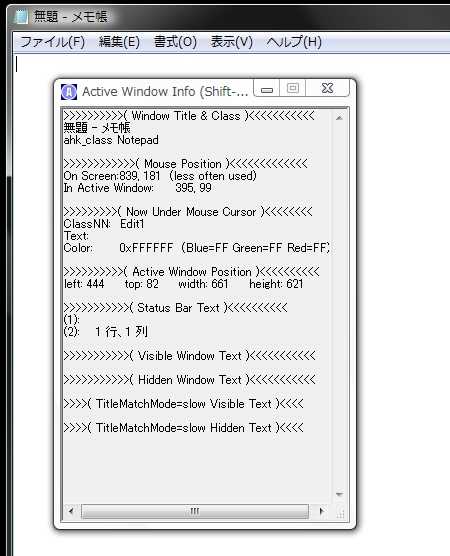 無題 - メモ帳
ファイル(F) 編集(E) 書式(O) 表示(V) ヘルプ(H)
Active Window Info (Shift-...
>>>>>>>>>>( Window Title & Class )<<<<<<<<<<<
無題 - メモ帳
ahk_class Notepad
>>>>>>>>>>>>( Mouse Position )<<<<<<<<<<<<<
On Screen:839, 181 (less often used)
In Active Window: 395, 99
>>>>>>>>>( Now Under Mouse Cursor )<<<<<<<<
ClassNN: Edit1
Text:
Color: 0xFFFFFF (Blue=FF Green=FF Red=FF)
>>>>>>>>>>( Active Window Position )<<<<<<<<<<
left: 444 top: 82 width: 661 height: 621
>>>>>>>>>>>( Status Bar Text )<<<<<<<<<<
(1):
(2): 1 行、1 列
>>>>>>>>>>>( Visible Window Text )<<<<<<<<<<<
>>>>>>>>>>>( Hidden Window Text )<<<<<<<<<<<
>>>>( TitleMatchMode=slow Visible Text )<<<<
>>>>( TitleMatchMode=slow Hidden Text )<<<<